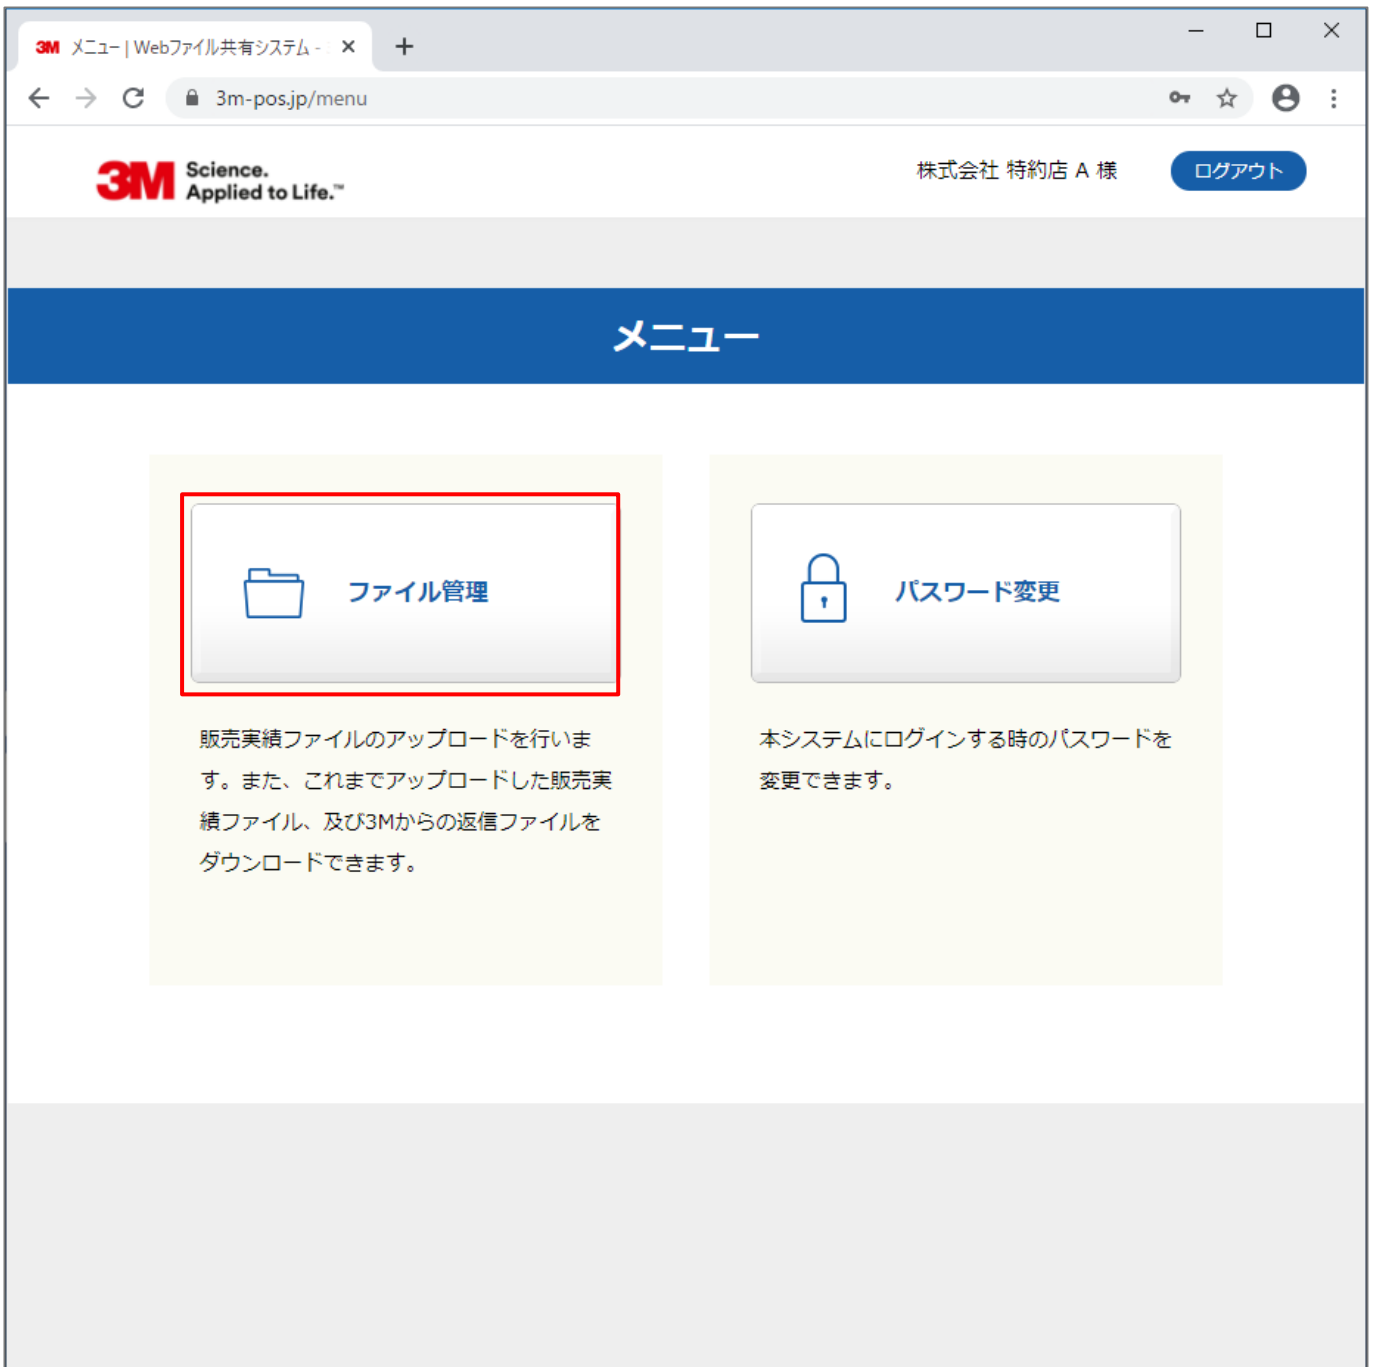 3M メニュー | Webファイル共有システム -
3m-pos.jp/menu
3M Science.
Applied to Life.™
株式会社 特約店 A 様
ログアウト
メニュー
ファイル管理
パスワード変更
販売実績ファイルのアップロードを行いま
す。また、これまでアップロードした販売実
績ファイル、及び3Mからの返信ファイルを
ダウンロードできます。
本システムにログインする時のパスワードを
変更できます。